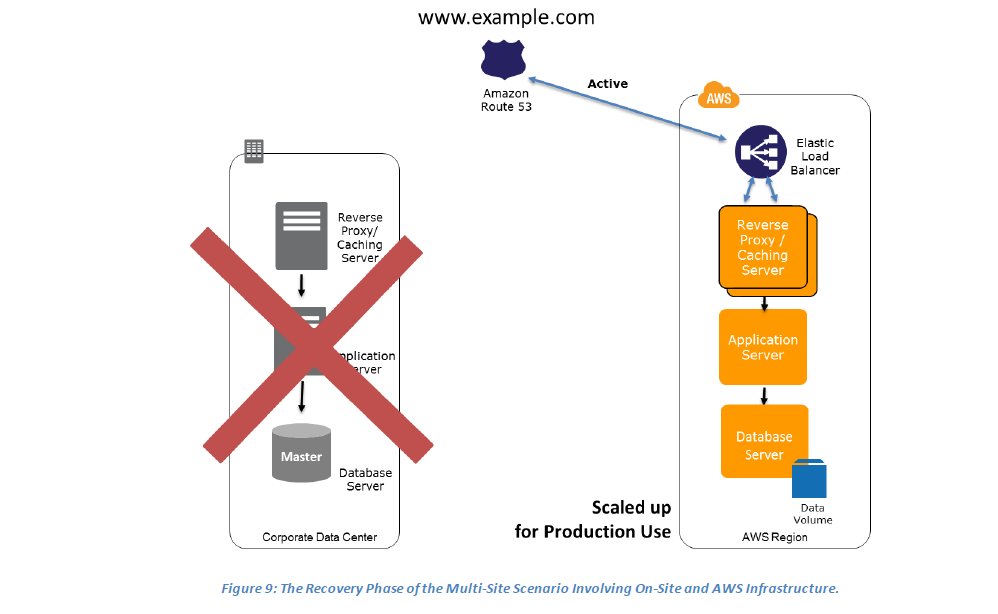 www.example.com
Amazon
Route 53
Active
AWS
Elastic
Load
Balancer
Reverse
Proxy/
Caching
Server
Reverse
Proxy /
Caching
Server
Application
Server
Application
Server
Master
Database
Server
Database
Server
Data
Volume
Scaled up
for Production Use
Corporate Data Center
AWS Region
Figure 9: The Recovery Phase of the Multi-Site Scenario Involving On-Site and AWS Infrastructure.